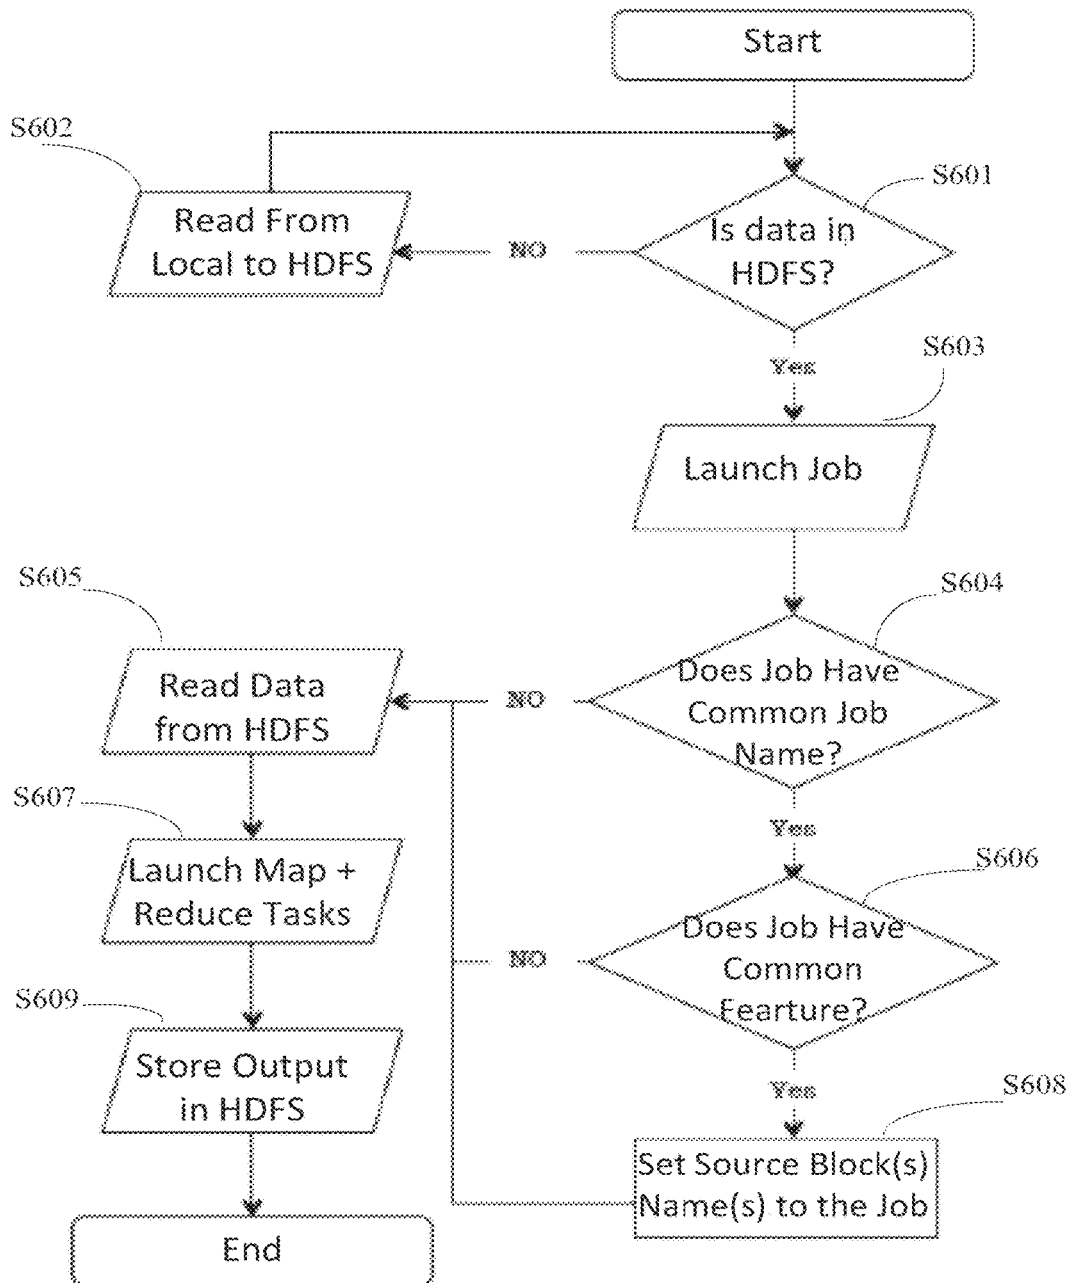 Start
S602
S601
Read From
Local to HDFS
NO
Is data in
HDFS?
Yes
S603
Launch Job
S605
S604
Read Data
from HDFS
NO
Does Job Have
Common Job
Name?
S607
Yes
S606
Launch Map +
Reduce Tasks
NO
Does Job Have
Common
Fearture?
S609
Store Output
in HDFS
Yes
S608
Set Source Block(s)
Name(s) to the Job
End